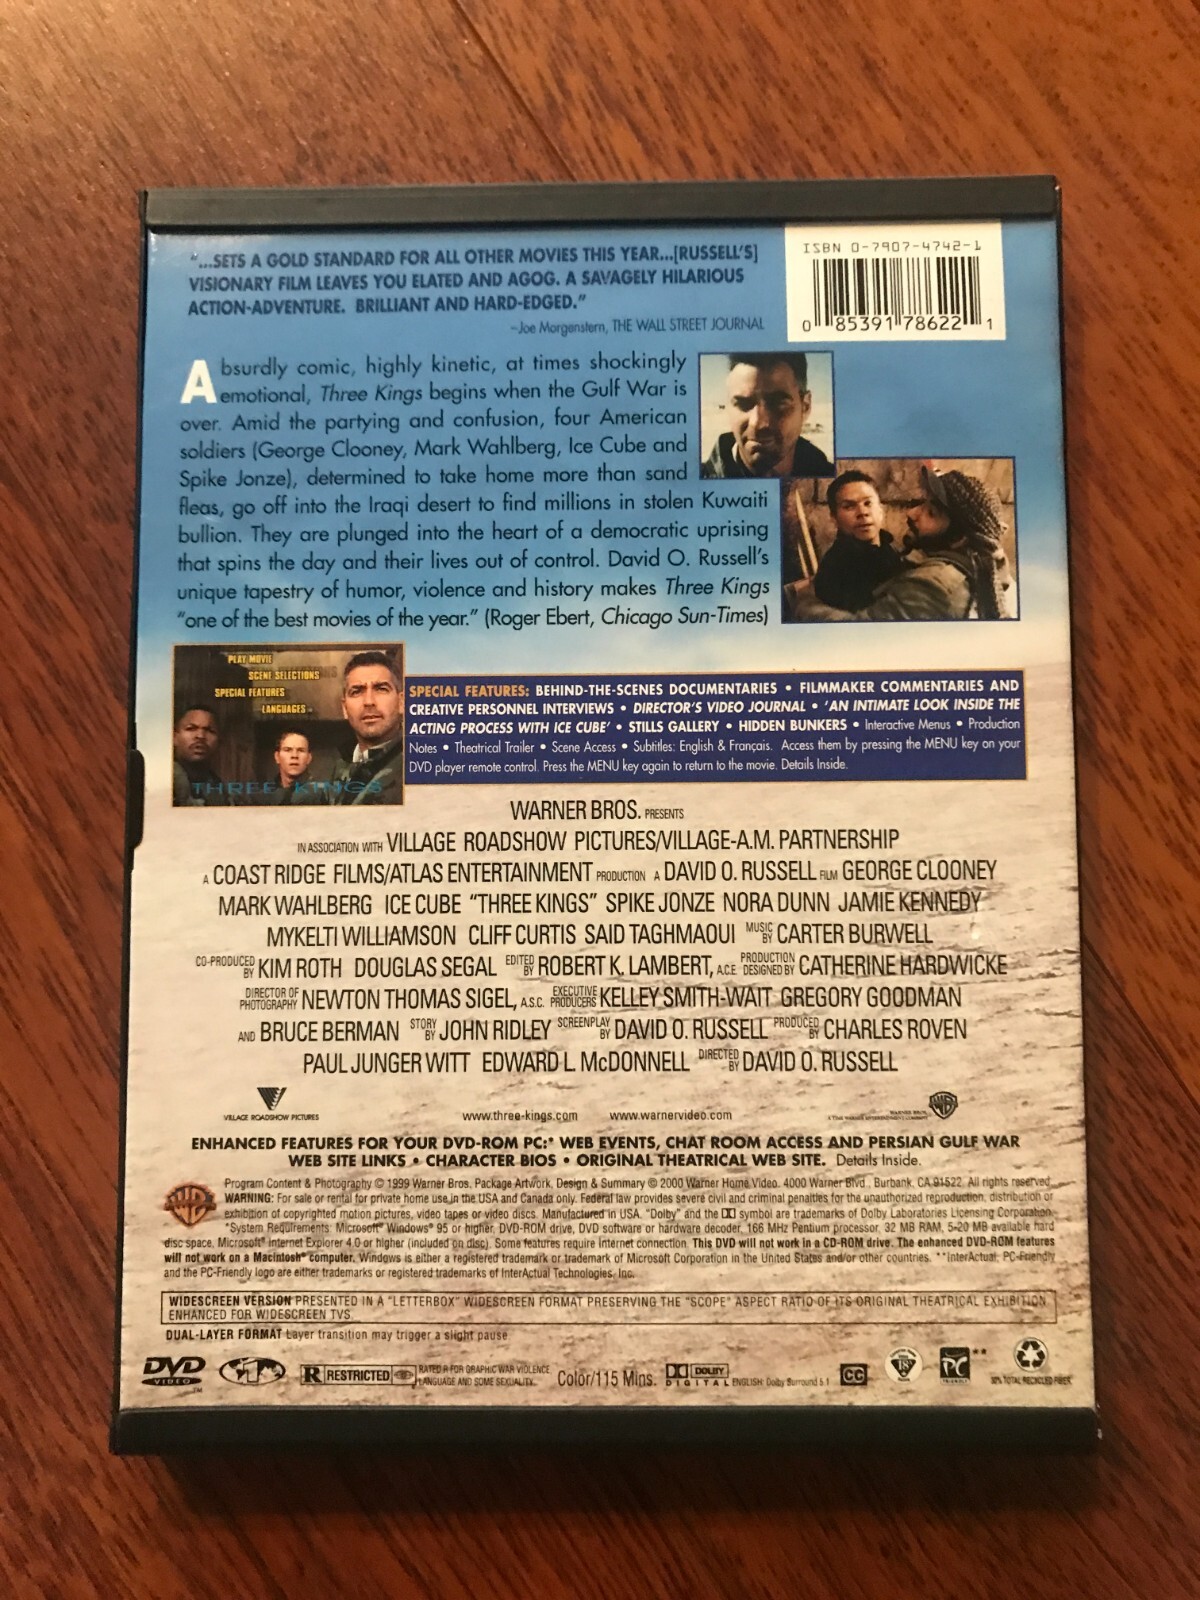 "...SETS A GOLD STANDARD FOR ALL OTHER MOVIES THIS YEAR...[RUSSELL'S]
VISIONARY FILM LEAVES YOU ELATED AND AGOG. A SAVAGELY HILARIOUS
ACTION-ADVENTURE. BRILLIANT AND HARD-EDGED."
–Joe Morgenstern, THE WALL STREET JOURNAL
ISBN 0-7907-4742-1
0 85391 78622 1
Absurdly comic, highly kinetic, at times shockingly
emotional, Three Kings begins when the Gulf War is
over. Amid the partying and confusion, four American
soldiers (George Clooney, Mark Wahlberg, Ice Cube and
Spike Jonze), determined to take home more than sand
fleas, go off into the Iraqi desert to find millions in stolen Kuwaiti
bullion. They are plunged into the heart of a democratic uprising
that spins the day and their lives out of control. David O. Russell's
unique tapestry of humor, violence and history makes Three Kings
"one of the best movies of the year." (Roger Ebert, Chicago Sun-Times)
PLAY MOVIE
SCENE SELECTIONS
SPECIAL FEATURES
LANGUAGES
THREE KINGS
SPECIAL FEATURES: BEHIND-THE-SCENES DOCUMENTARIES • FILMMAKER COMMENTARIES AND
CREATIVE PERSONNEL INTERVIEWS • DIRECTOR'S VIDEO JOURNAL • 'AN INTIMATE LOOK INSIDE THE
ACTING PROCESS WITH ICE CUBE' • STILLS GALLERY • HIDDEN BUNKERS • Interactive Menus • Production
Notes • Theatrical Trailer • Scene Access • Subtitles: English & Français. Access them by pressing the MENU key on your
DVD player remote control. Press the MENU key again to return to the movie. Details Inside.
WARNER BROS. PRESENTS
IN ASSOCIATION WITH VILLAGE ROADSHOW PICTURES/VILLAGE-A.M. PARTNERSHIP
A COAST RIDGE FILMS/ATLAS ENTERTAINMENT PRODUCTION A DAVID O. RUSSELL FILM GEORGE CLOONEY
MARK WAHLBERG ICE CUBE "THREE KINGS" SPIKE JONZE NORA DUNN JAMIE KENNEDY
MYKELTI WILLIAMSON CLIFF CURTIS SAID TAGHMAOUI MUSIC BY CARTER BURWELL
CO-PRODUCED BY KIM ROTH DOUGLAS SEGAL EDITED BY ROBERT K. LAMBERT, A.C.E. PRODUCTION DESIGNED BY CATHERINE HARDWICKE
DIRECTOR OF PHOTOGRAPHY NEWTON THOMAS SIGEL, A.S.C. EXECUTIVE PRODUCERS KELLEY SMITH-WAIT GREGORY GOODMAN
AND BRUCE BERMAN STORY BY JOHN RIDLEY SCREENPLAY BY DAVID O. RUSSELL PRODUCED BY CHARLES ROVEN
PAUL JUNGER WITT EDWARD L. McDONNELL DIRECTED BY DAVID O. RUSSELL
VILLAGE ROADSHOW PICTURES
www.three-kings.com www.warnervideo.com
WARNER BROS.
ENHANCED FEATURES FOR YOUR DVD-ROM PC:* WEB EVENTS, CHAT ROOM ACCESS AND PERSIAN GULF WAR
WEB SITE LINKS • CHARACTER BIOS • ORIGINAL THEATRICAL WEB SITE. Details Inside.
Program Content & Photography © 1999 Warner Bros. Package Artwork, Design & Summary © 2000 Warner Home Video. 4000 Warner Blvd., Burbank, CA 91522. All rights reserved.
WARNING: For sale or rental for private home use in the USA and Canada only. Federal law provides severe civil and criminal penalties for the unauthorized reproduction, distribution or
exhibition of copyrighted motion pictures, video tapes or video discs. Manufactured in USA. "Dolby" and the DD symbol are trademarks of Dolby Laboratories Licensing Corporation.
*System Requirements: Microsoft® Windows® 95 or higher, DVD-ROM drive, DVD software or hardware decoder, 166 MHz Pentium processor, 32 MB RAM, 5-20 MB available hard
disc space, Microsoft® Internet Explorer 4.0 or higher (included on disc). Some features require Internet connection. This DVD will not work in a CD-ROM drive. The enhanced DVD-ROM features
will not work on a Macintosh® computer. Windows is either a registered trademark or trademark of Microsoft Corporation in the United States and/or other countries. **InterActual, PC-Friendly
and the PC-Friendly logo are either trademarks or registered trademarks of InterActual Technologies, Inc.
WIDESCREEN VERSION PRESENTED IN A "LETTERBOX" WIDESCREEN FORMAT PRESERVING THE "SCOPE" ASPECT RATIO OF ITS ORIGINAL THEATRICAL EXHIBITION.
ENHANCED FOR WIDESCREEN TVS.
DUAL-LAYER FORMAT Layer transition may trigger a slight pause
DVD VIDEO TM
1
R RESTRICTED RATED R FOR GRAPHIC WAR VIOLENCE,
LANGUAGE AND SOME SEXUALITY.
Color/115 Mins.
DOLBY DIGITAL ENGLISH: Dolby Surround 5.1
CC
18
PC FRIENDLY **
90% TOTAL RECYCLED FIBER